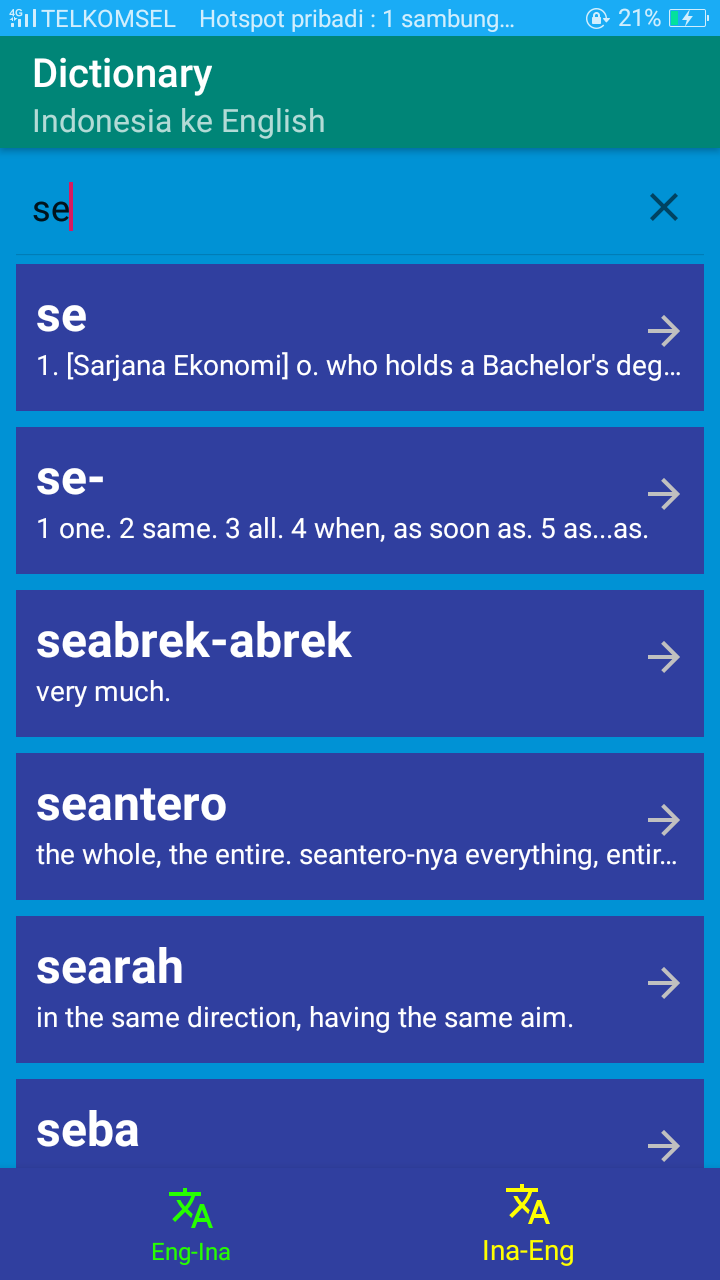 4G TELKOMSEL Hotspot pribadi : 1 sambung... 21%
Dictionary
Indonesia ke English
se
se
1. [Sarjana Ekonomi] o. who holds a Bachelor's deg...
se-
1 one. 2 same. 3 all. 4 when, as soon as. 5 as...as.
seabrek-abrek
very much.
seantero
the whole, the entire. seantero-nya everything, entir...
searah
in the same direction, having the same aim.
seba
Eng-Ina Ina-Eng